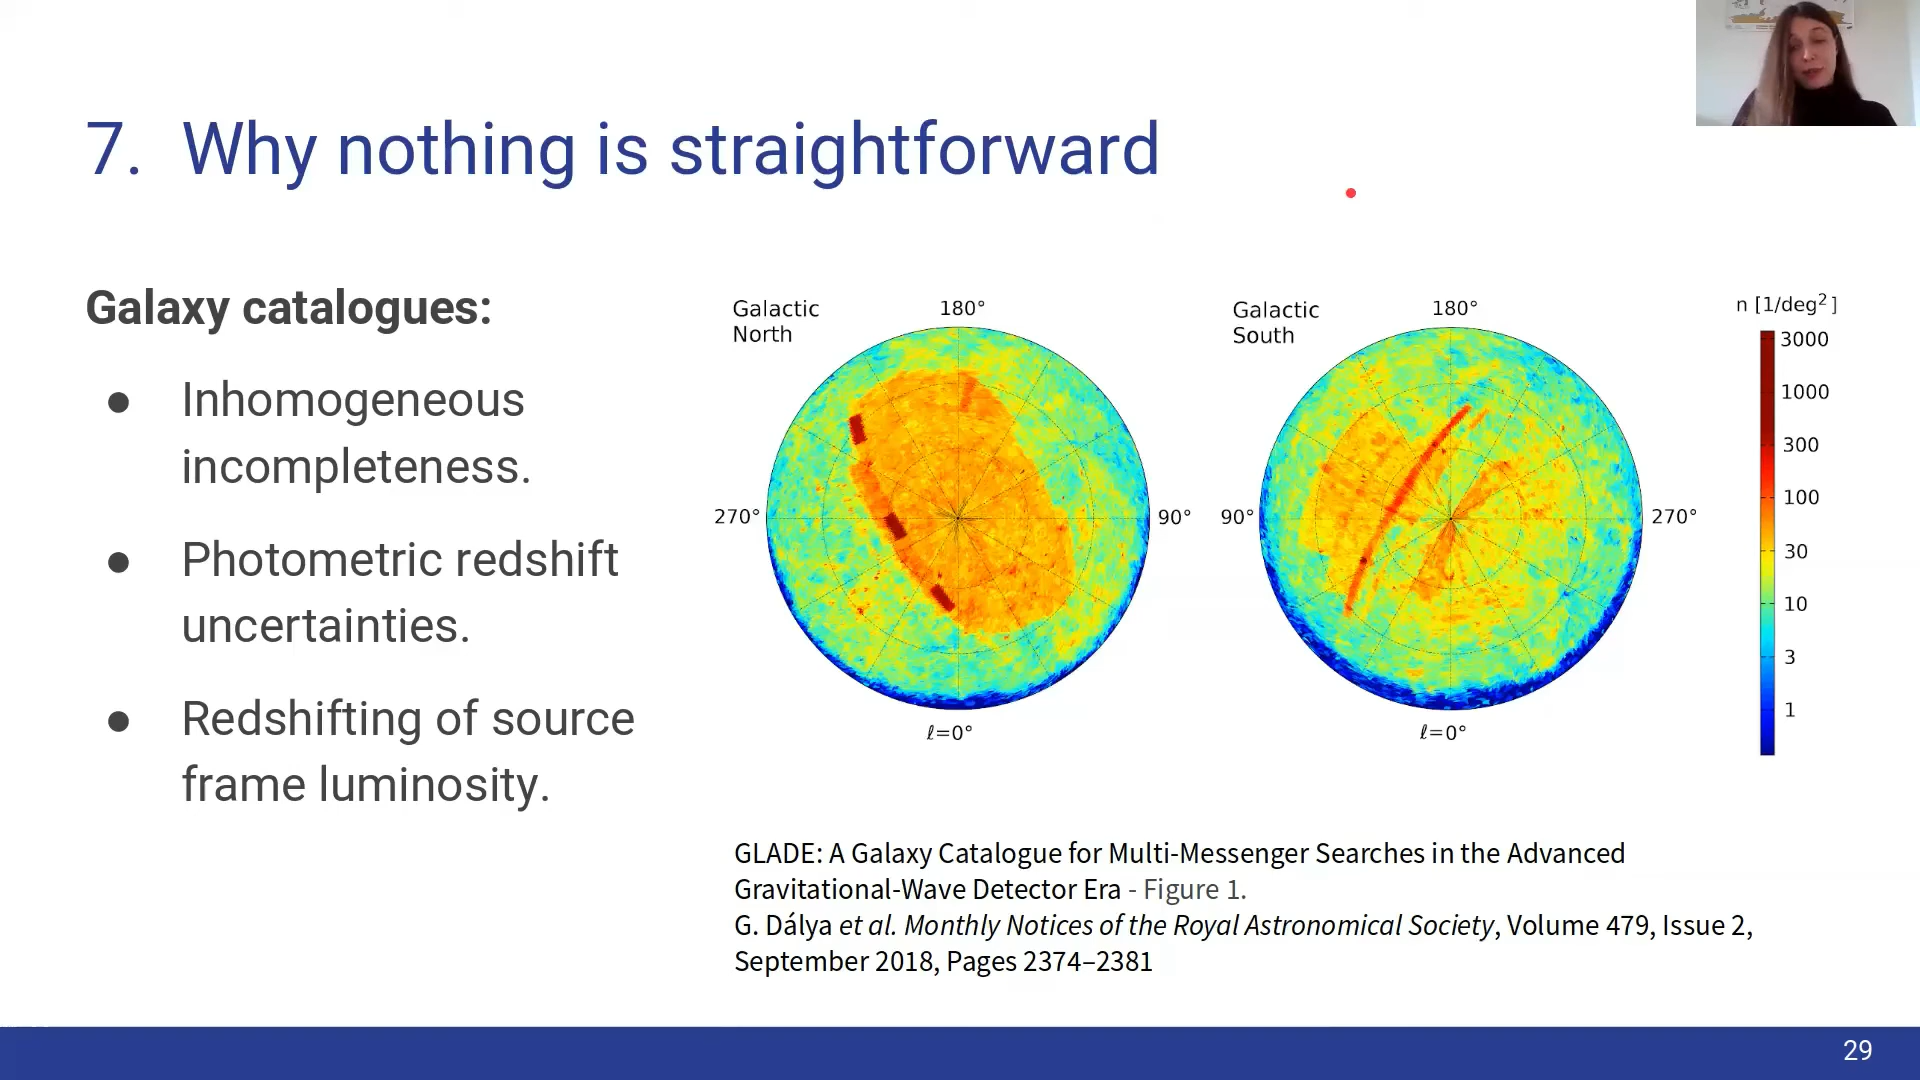 7. Why nothing is straightforward
Galaxy catalogues:
● Inhomogeneous
incompleteness.
● Photometric redshift
uncertainties.
● Redshifting of source
frame luminosity.
Galactic
North
180°
270°
90°
ℓ=0°
Galactic
South
180°
90°
270°
ℓ=0°
n [1/deg²]
3000
1000
300
100
30
10
3
1
GLADE: A Galaxy Catalogue for Multi-Messenger Searches in the Advanced
Gravitational-Wave Detector Era - Figure 1.
G. Dálya et al. Monthly Notices of the Royal Astronomical Society, Volume 479, Issue 2,
September 2018, Pages 2374–2381
29